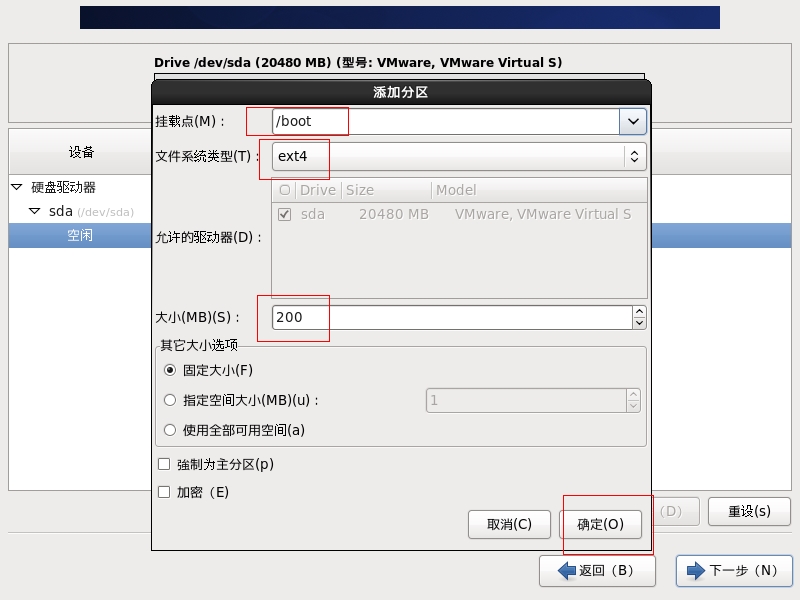 Drive /dev/sda (20480 MB) (型号: VMware, VMware Virtual S)
添加分区
挂载点(M)：
/boot
设备
文件系统类型(T)：
ext4
硬盘驱动器
sda (/dev/sda)
空闲
允许的驱动器(D)：
Drive Size Model
sda 20480 MB VMware, VMware Virtual S
大小(MB)(S)：
200
其它大小选项
固定大小(F)
指定空间大小(MB)(u)：
1
使用全部可用空间(a)
強制为主分区(p)
加密（E)
取消(C)
确定(O)
(D)
重设(s)
返回（B）
下一步（N）